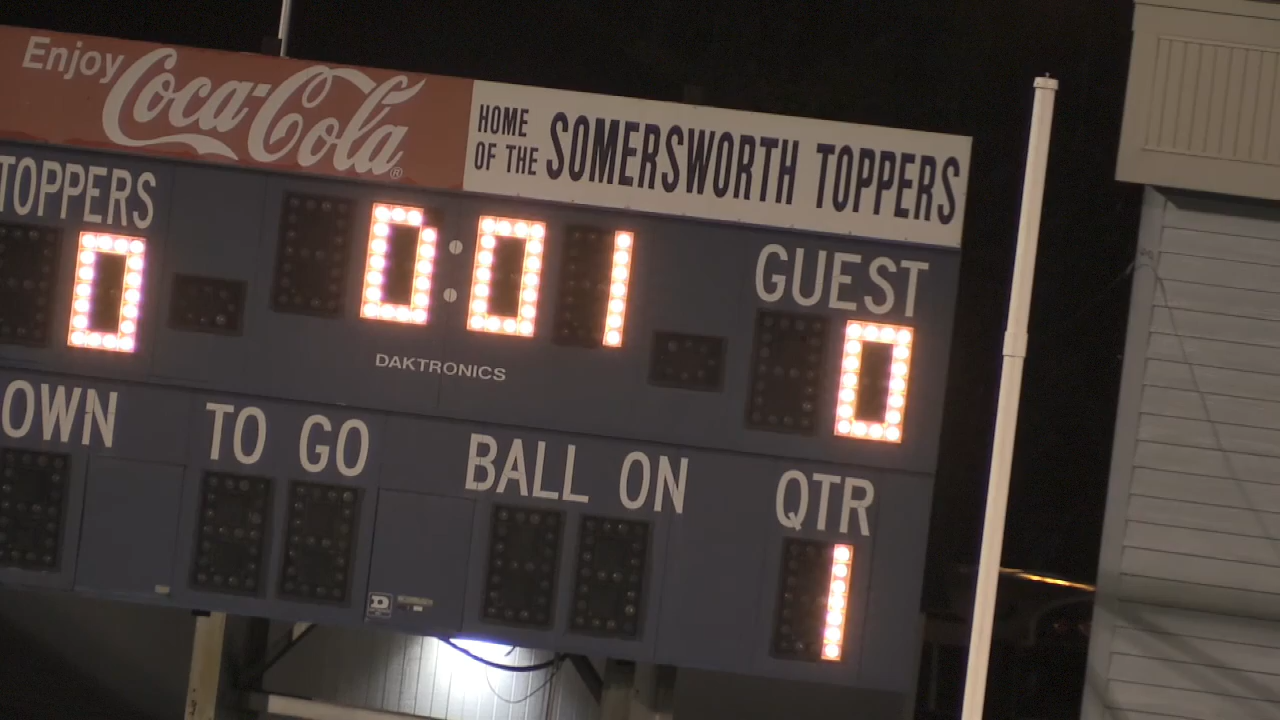 Enjoy
Coca-Cola®
HOME
OF THE
SOMERSWORTH TOPPERS
TOPPERS
0
0:01
GUEST
0
DAKTRONICS
OWN
TO GO
BALL ON
QTR
1
D